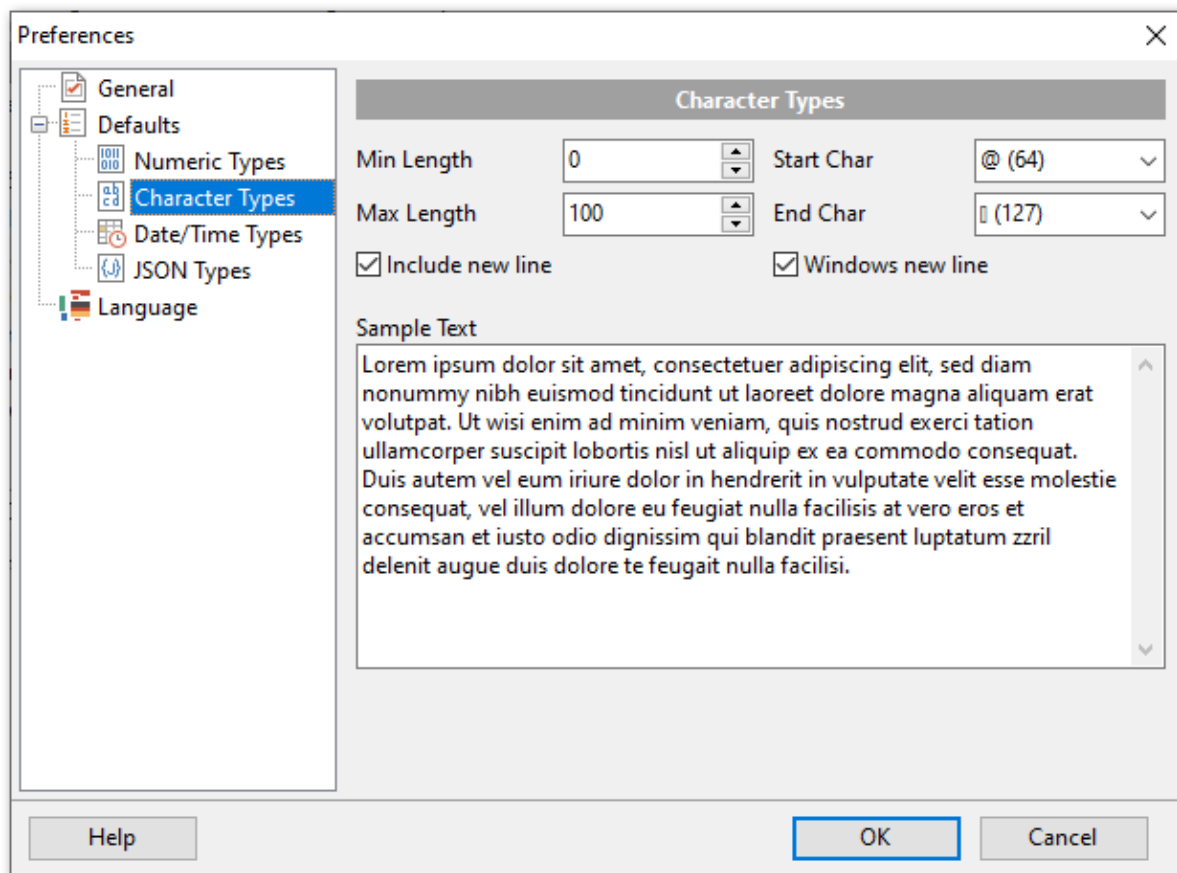 Preferences
General
Defaults
Numeric Types
Character Types
Date/Time Types
JSON Types
Language
Character Types
Min Length 0 Start Char @ (64)
Max Length 100 End Char ▯ (127)
Include new line Windows new line
Sample Text
Lorem ipsum dolor sit amet, consectetuer adipiscing elit, sed diam
nonummy nibh euismod tincidunt ut laoreet dolore magna aliquam erat
volutpat. Ut wisi enim ad minim veniam, quis nostrud exerci tation
ullamcorper suscipit lobortis nisl ut aliquip ex ea commodo consequat.
Duis autem vel eum iriure dolor in hendrerit in vulputate velit esse molestie
consequat, vel illum dolore eu feugiat nulla facilisis at vero eros et
accumsan et iusto odio dignissim qui blandit praesent luptatum zzril
delenit augue duis dolore te feugait nulla facilisi.
Help OK Cancel